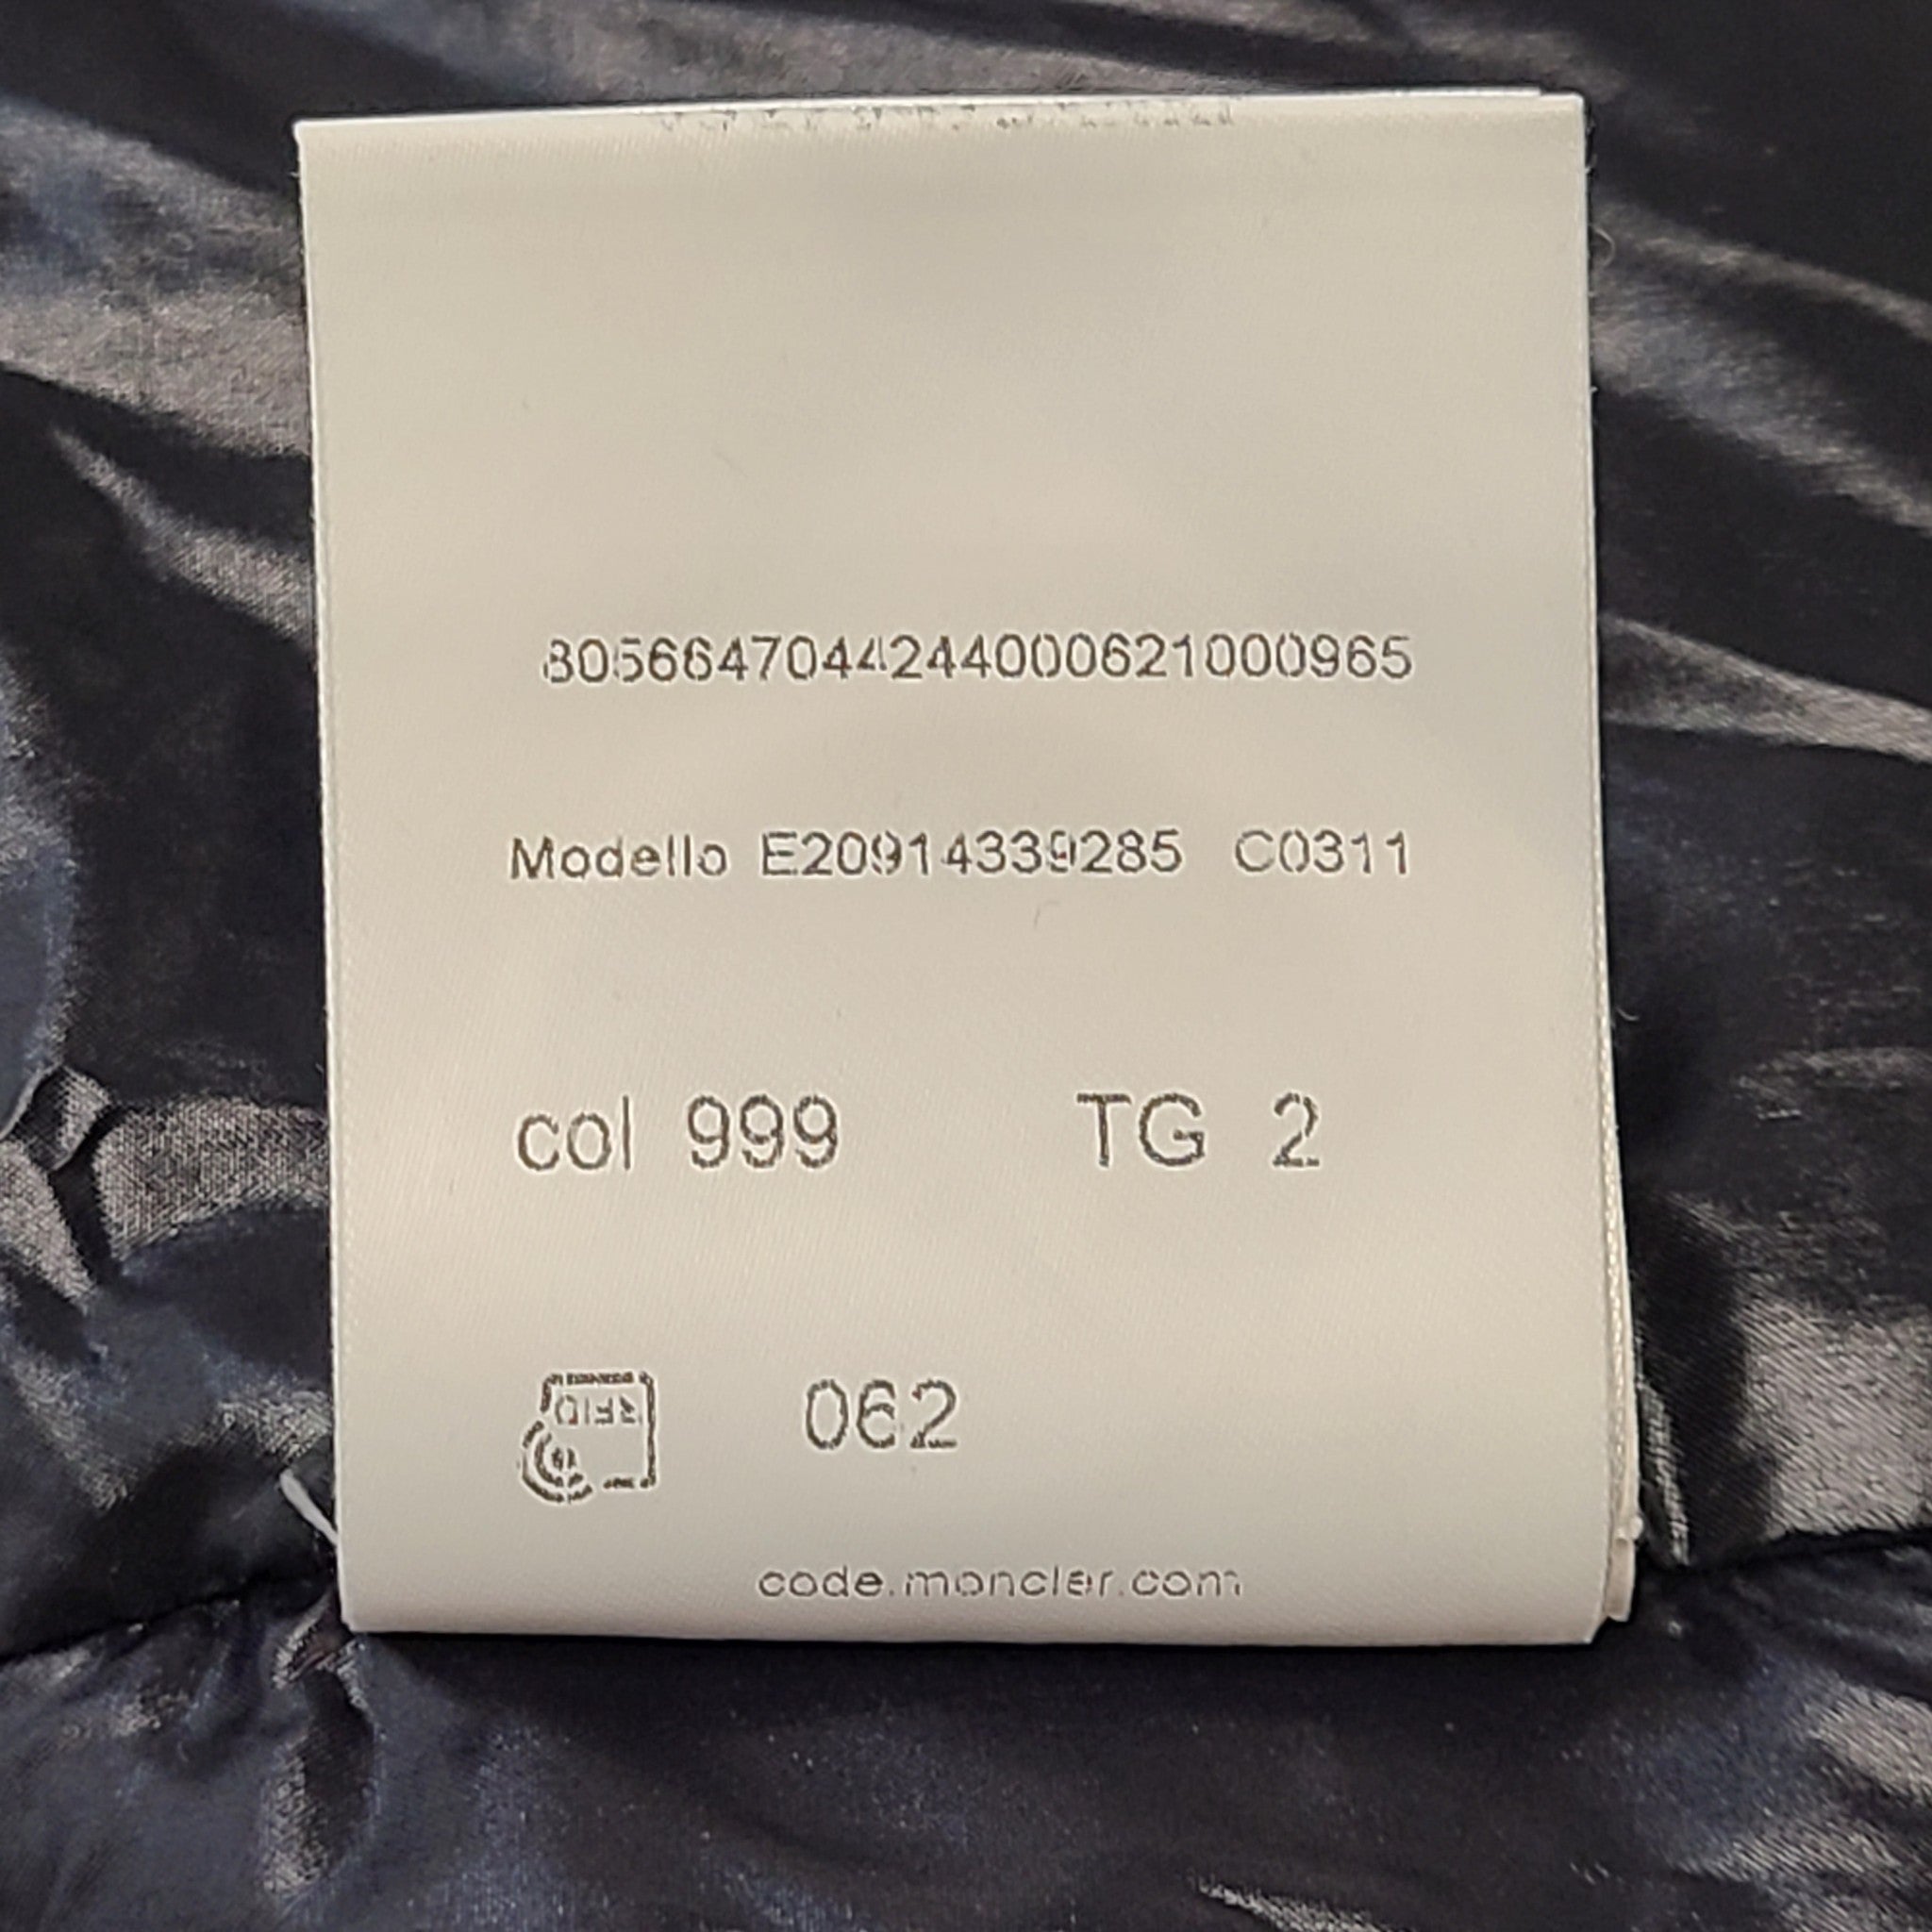 8056647044244000621000965
Modello E20914339285 C0311
col 999 TG 2
RFID 062
code.moncler.com